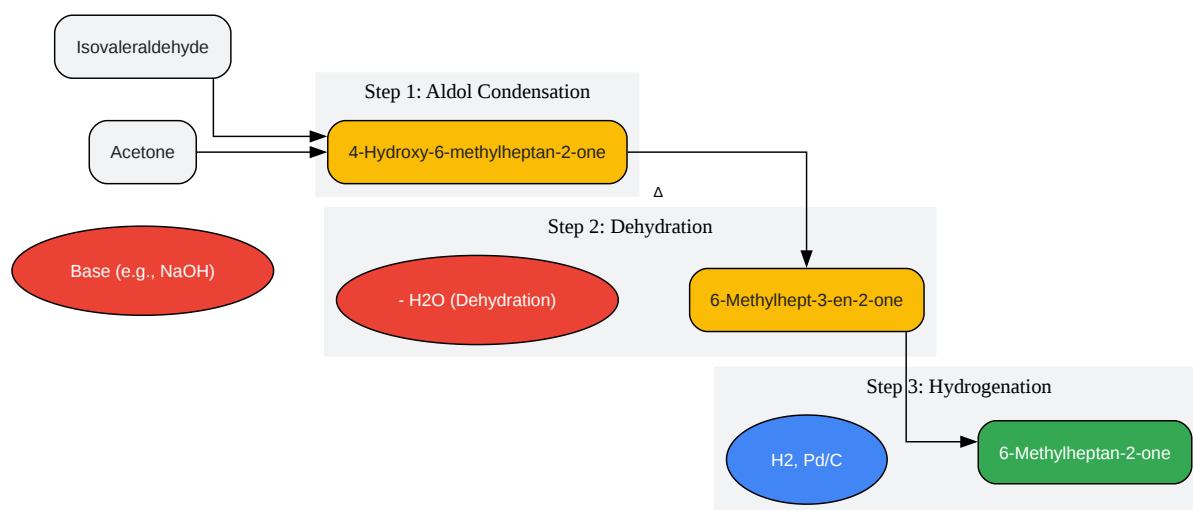 Isovaleraldehyde
Step 1: Aldol Condensation
Acetone
4-Hydroxy-6-methylheptan-2-one
Δ
Step 2: Dehydration
Base (e.g., NaOH)
- H2O (Dehydration)
6-Methylhept-3-en-2-one
Step 3: Hydrogenation
H2, Pd/C
6-Methylheptan-2-one